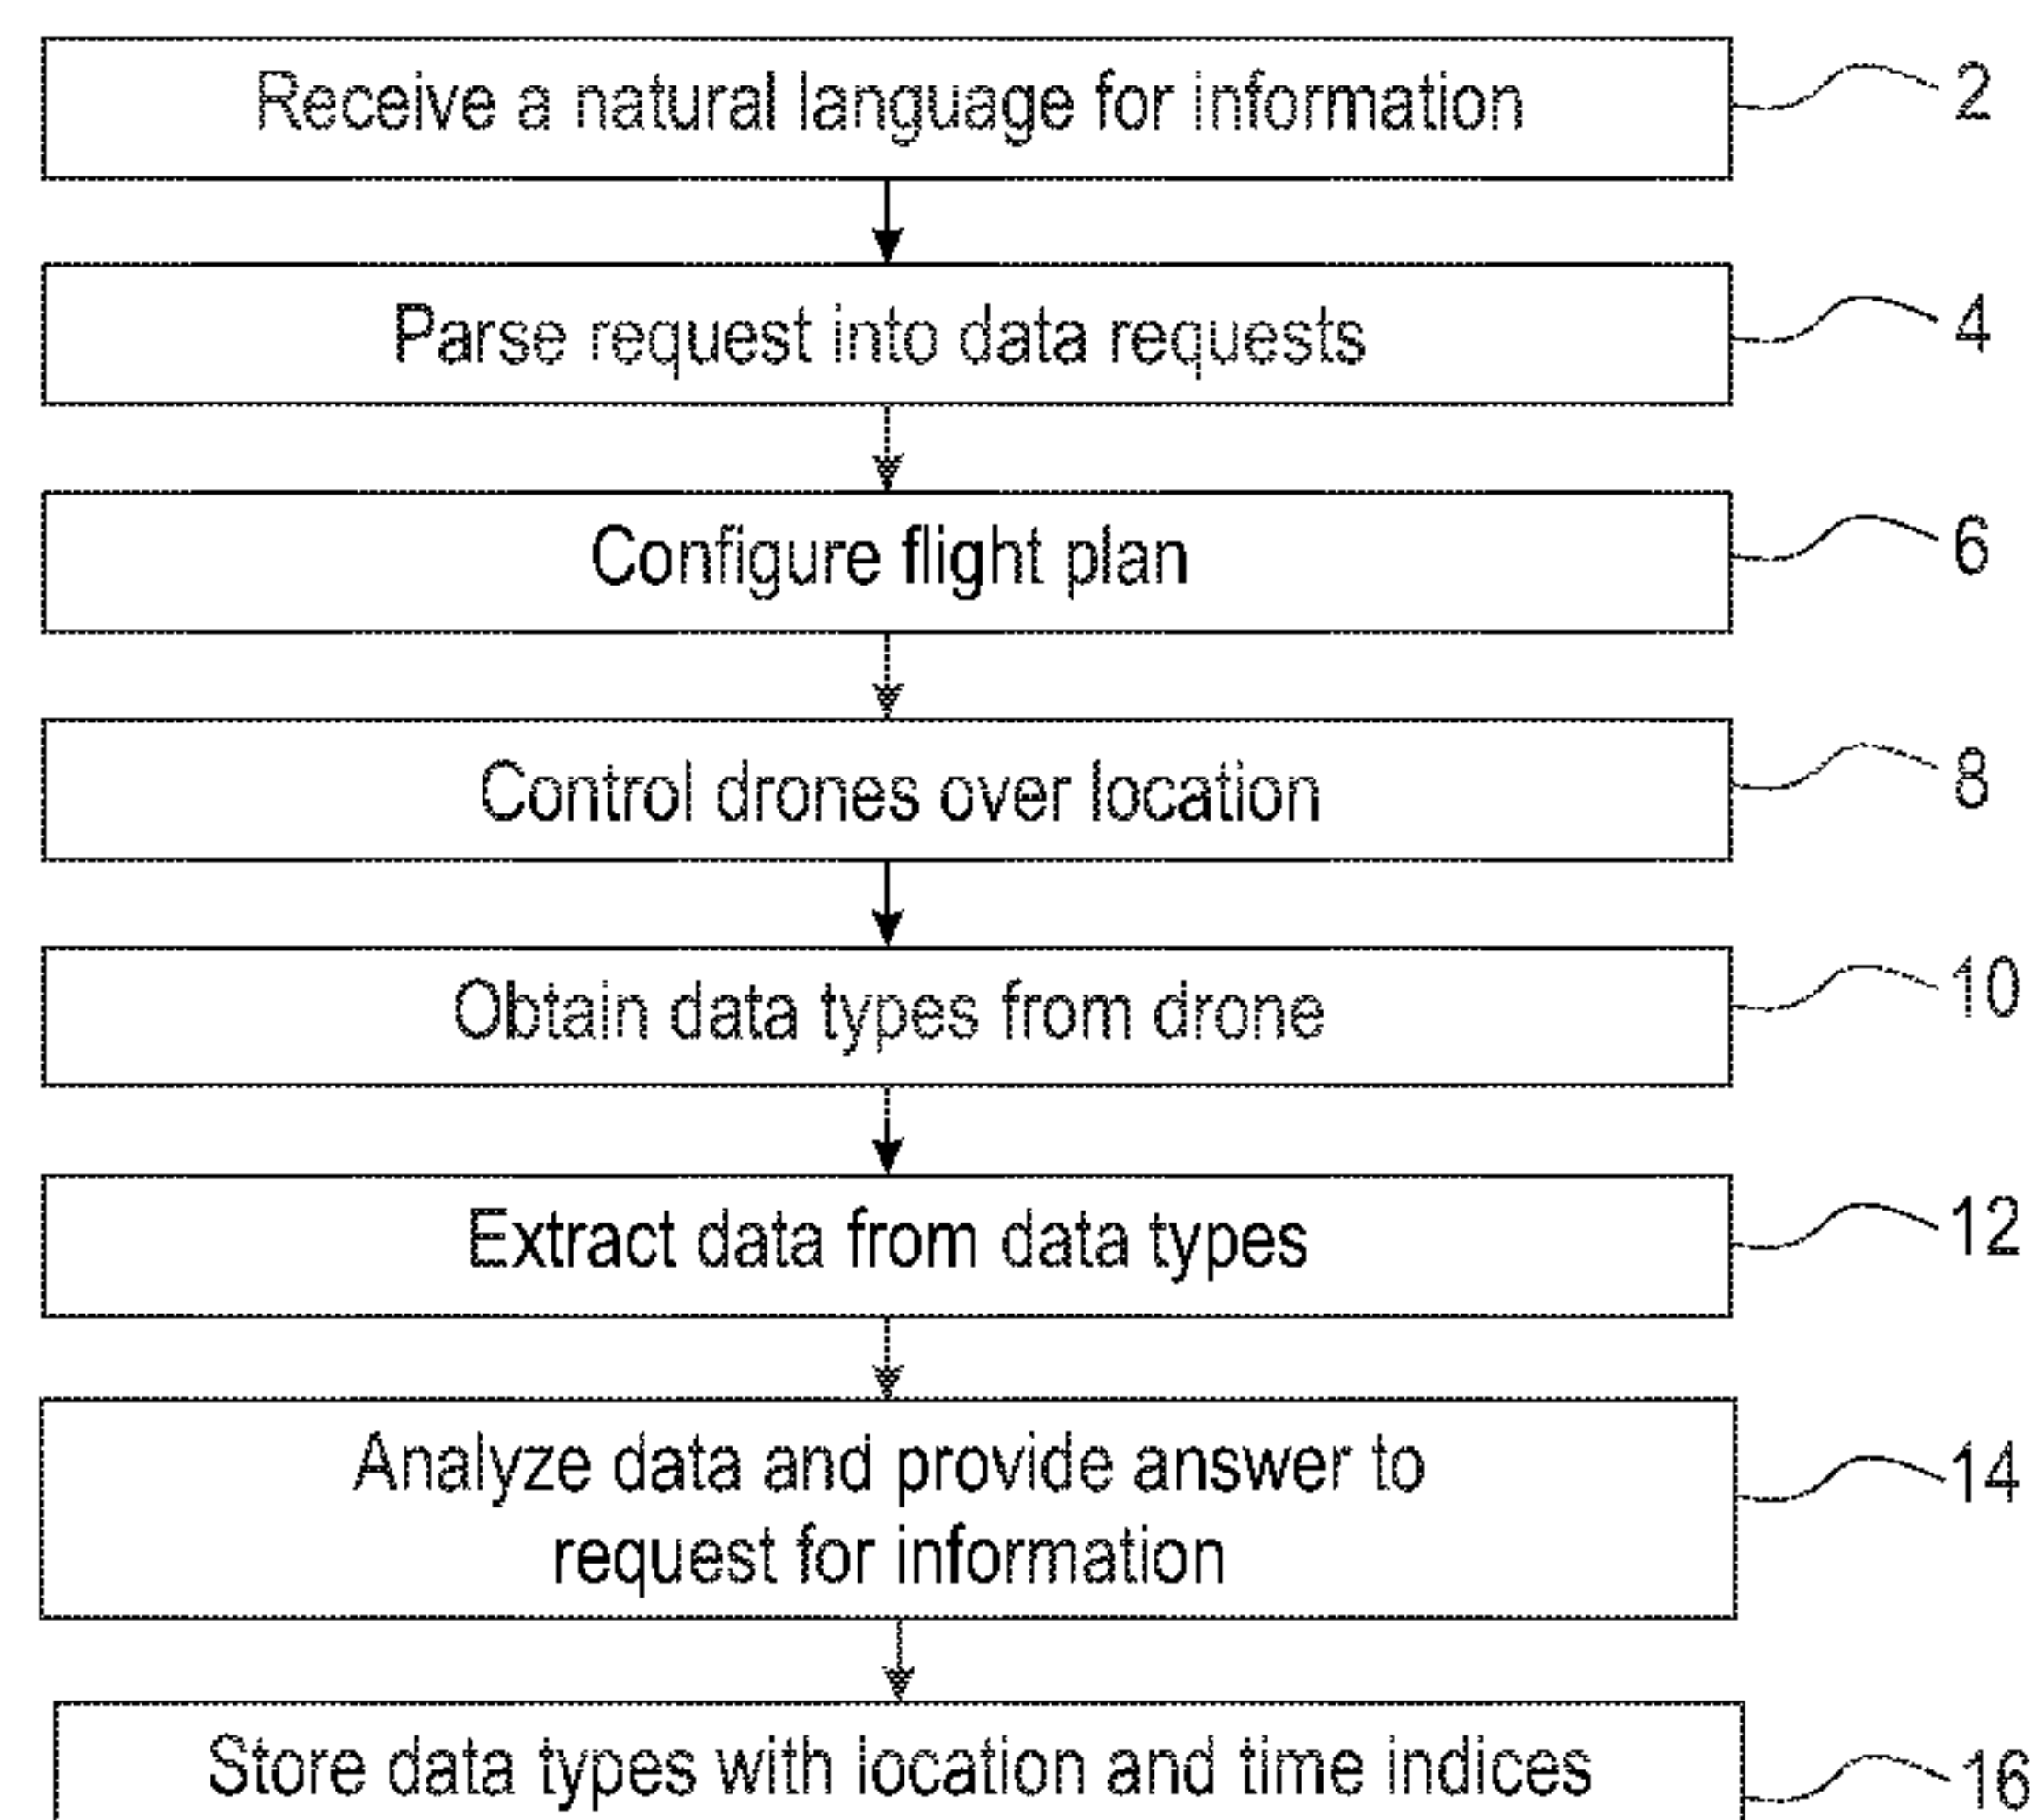 Receive a natural language for information
2
Parse request into data requests
4
Configure flight plan
6
Control drones over location
8
Obtain data types from drone
10
Extract data from data types
12
Analyze data and provide answer to
request for information
14
Store data types with location and time indices
16